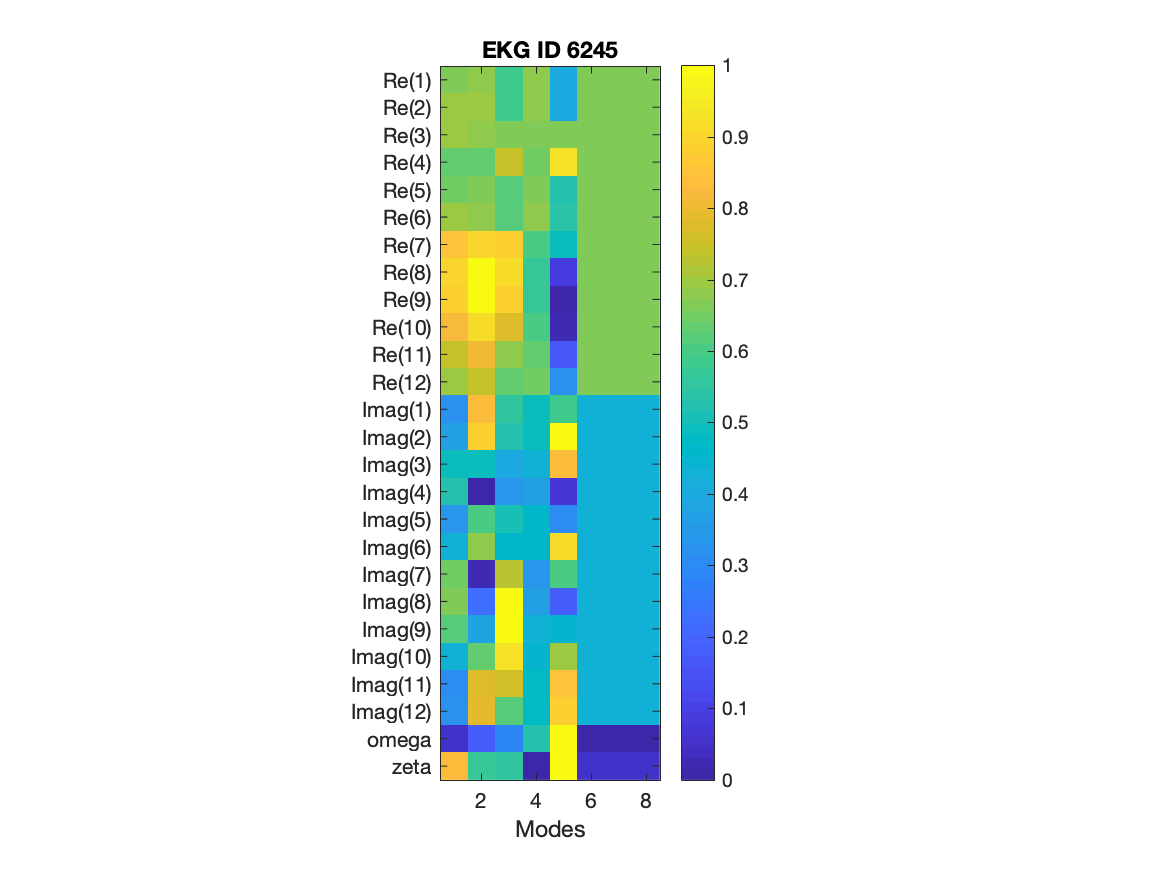 EKG ID 6245
Re(1)
Re(2)
Re(3)
Re(4)
Re(5)
Re(6)
Re(7)
Re(8)
Re(9)
Re(10)
Re(11)
Re(12)
Imag(1)
Imag(2)
Imag(3)
Imag(4)
Imag(5)
Imag(6)
Imag(7)
Imag(8)
Imag(9)
Imag(10)
Imag(11)
Imag(12)
omega
zeta
2 4 6 8
Modes
1
0.9
0.8
0.7
0.6
0.5
0.4
0.3
0.2
0.1
0